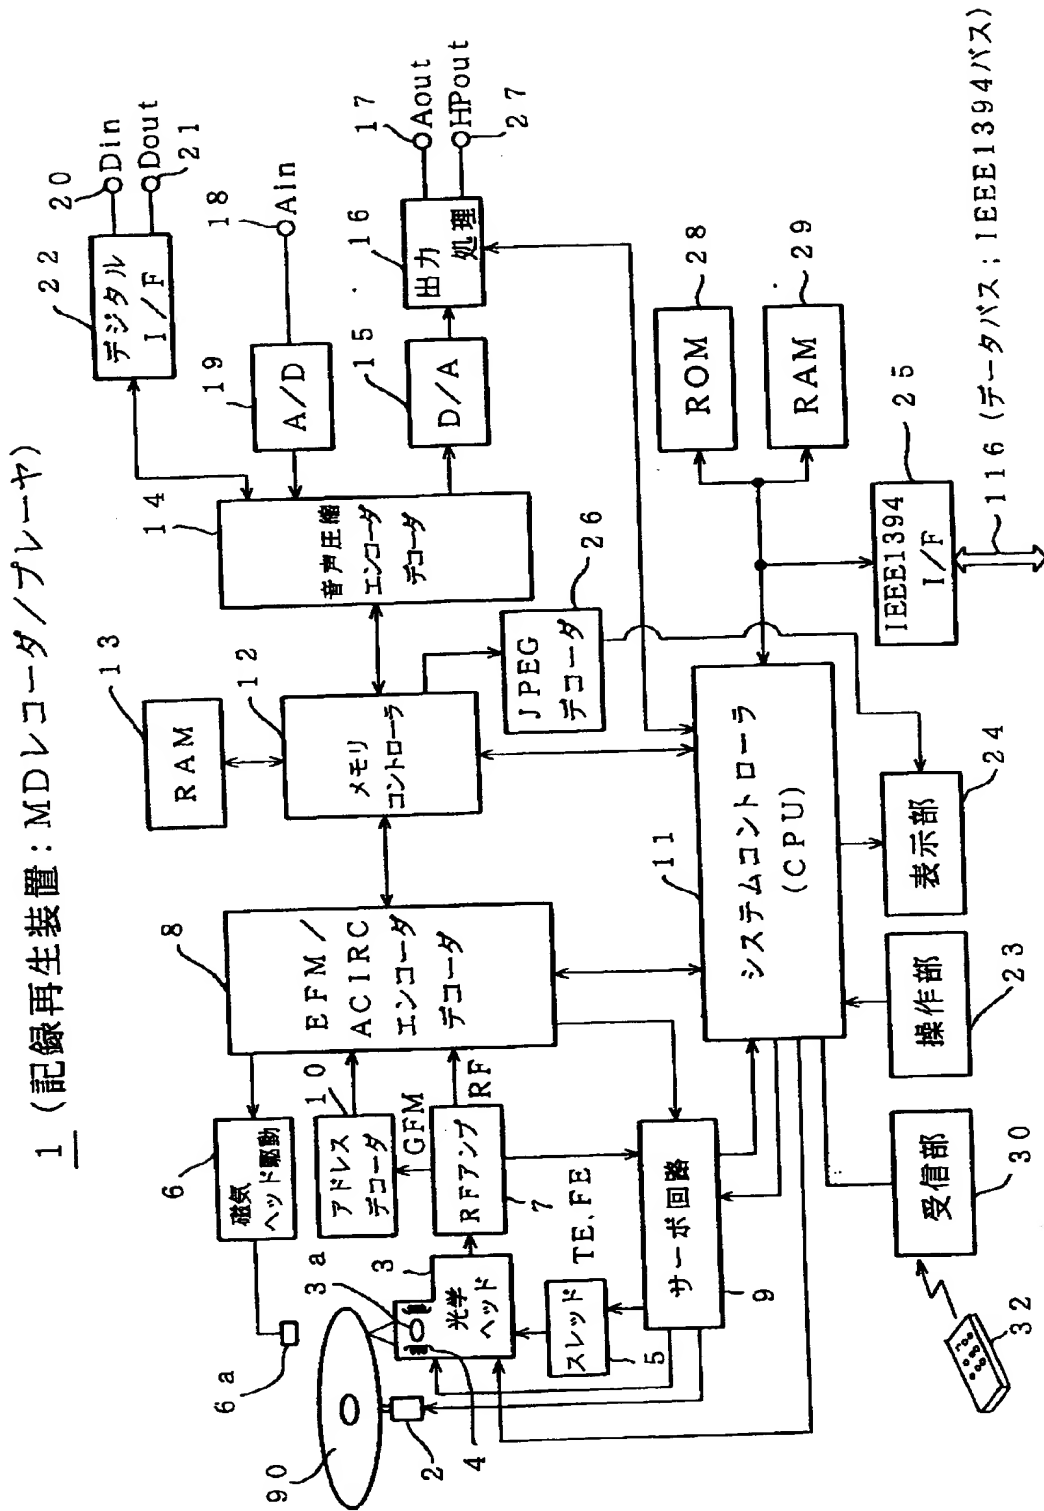 1 (記録再生装置:MDレコーダ/プレーヤ)
90
2
6a
4
3a
3
光学
ヘッド
スレッド
5
6
磁気
ヘッド駆動
アドレス
デコーダ
10
GFM
RF
RFアンプ
7
TE,FE
サーボ回路
9
8
EFM/
ACIRC
エンコーダ
デコーダ
13
RAM
12
メモリ
コントローラ
14
音声圧縮
エンコーダ
デコーダ
22
デジタル
I/F
20
Din
Dout
21
19
A/D
18
Ain
15
D/A
16
出力
処理
17
Aout
HPout
27
JPEG
デコーダ
26
11
システムコントローラ
(CPU)
ROM
28
RAM
29
IEEE1394
I/F
25
116 (データバス:IEEE1394バス)
表示部
24
操作部
23
受信部
30
32